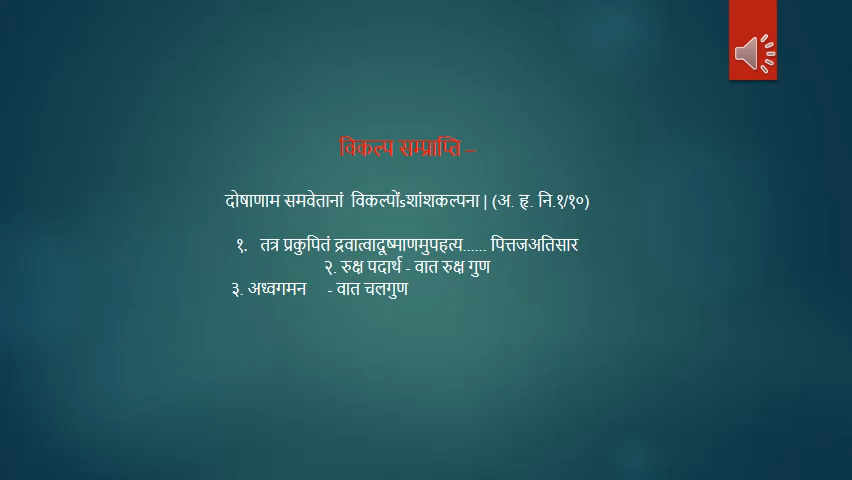 विकल्प सम्प्राप्ति –
दोषाणाम समवेतानां विकल्पोंऽशांशकल्पना | (अ. हृ. नि.१/१०)
१. तत्र प्रकुपितं द्रवात्वाद्रूष्माणमुपहत्य...... पित्तजअतिसार
२. रुक्ष पदार्थ - वात रुक्ष गुण
३. अध्वगमन - वात चलगुण